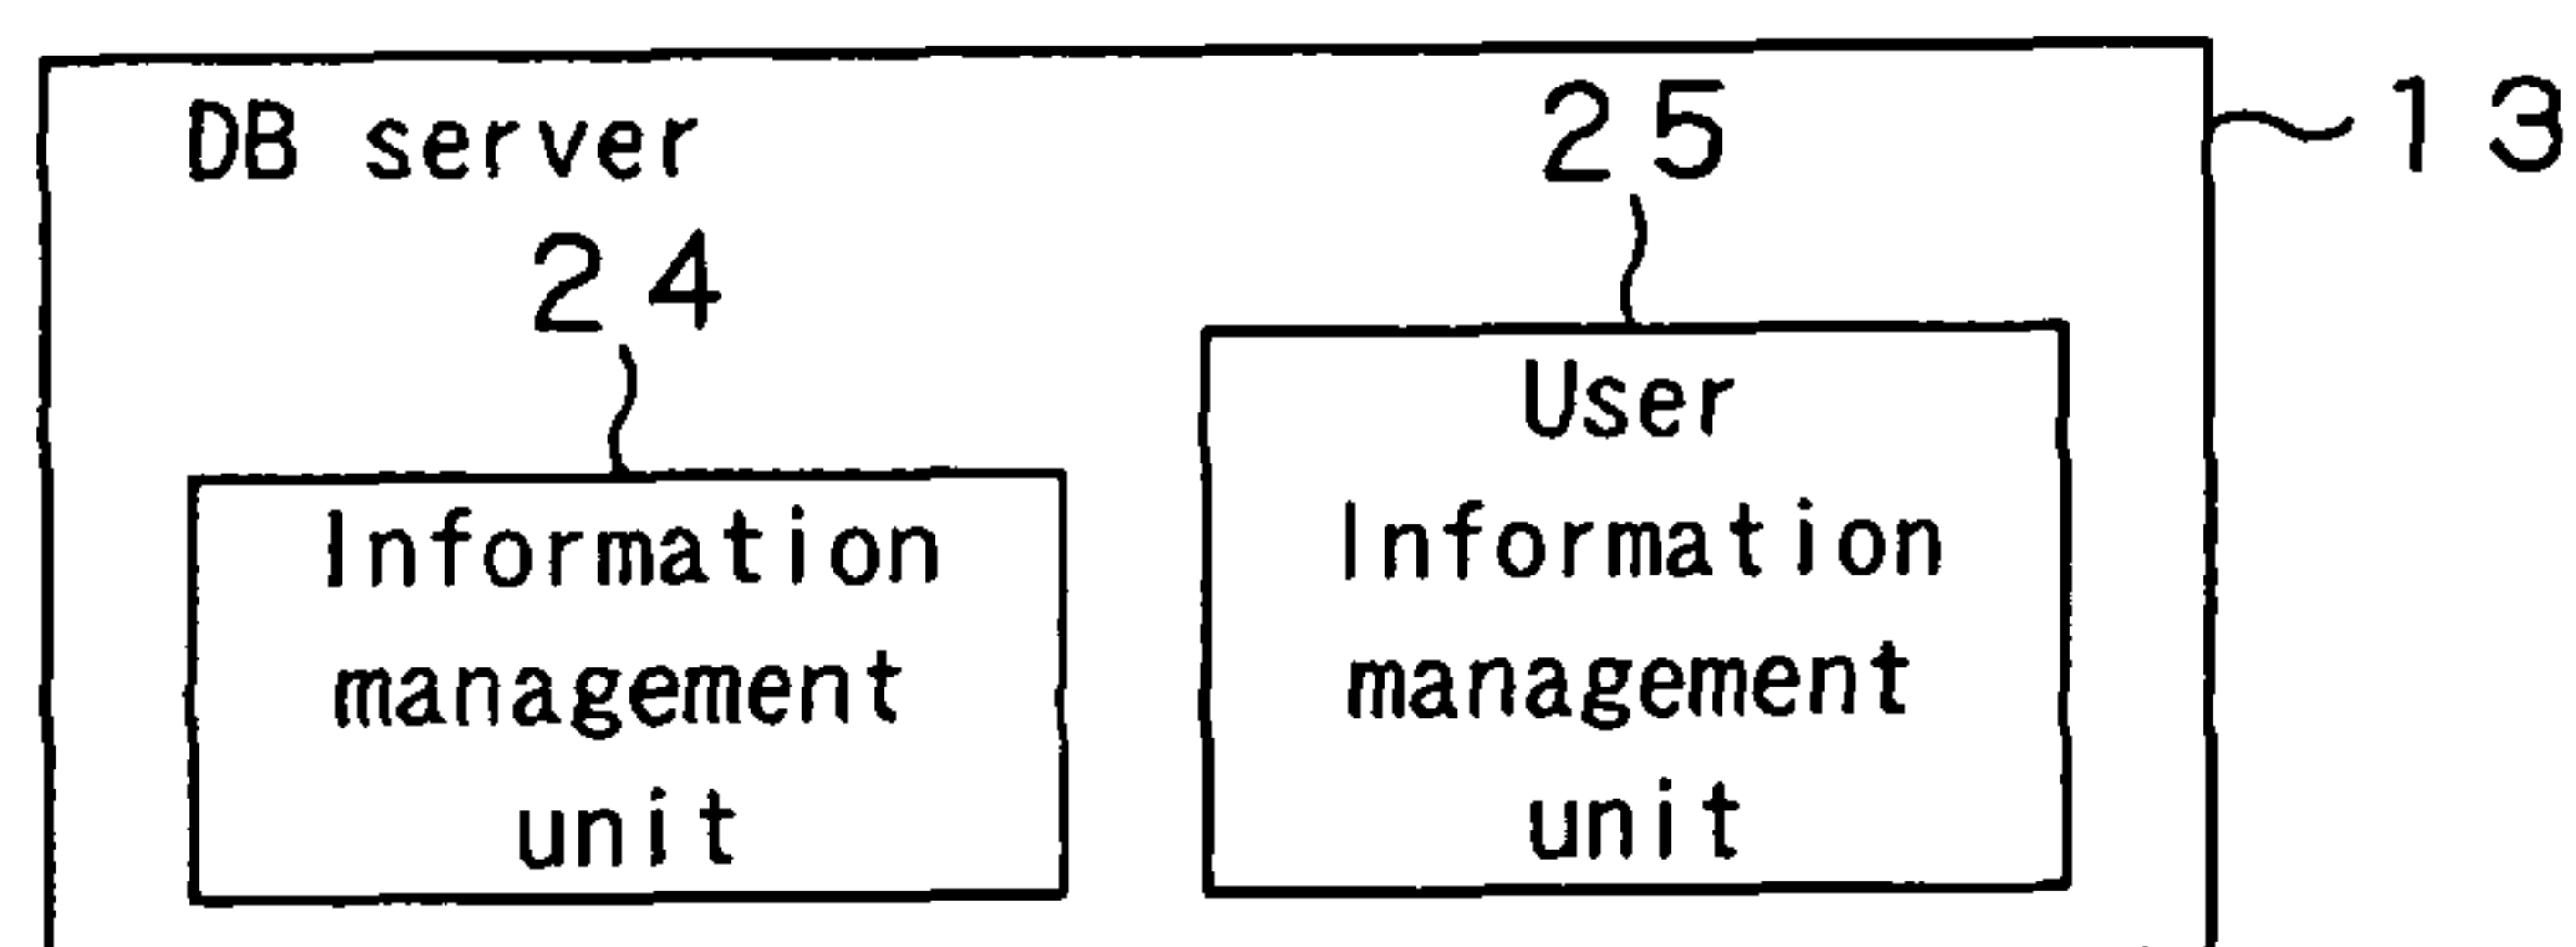 DB server
25
13
24
Information
management
unit
User
Information
management
unit